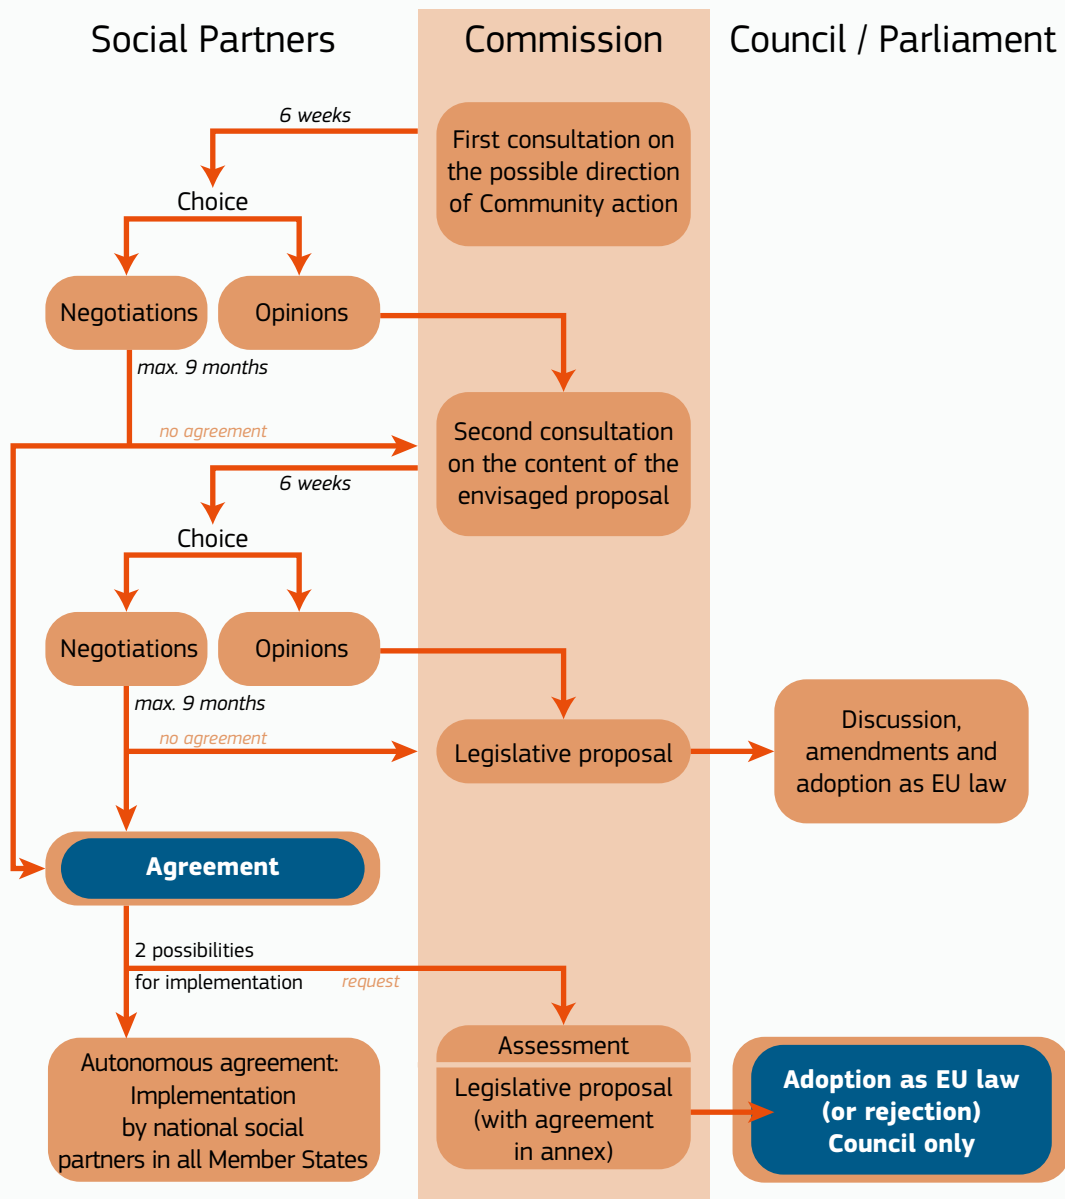 Social Partners
Commission
Council / Parliament
6 weeks
First consultation on
the possible direction
of Community action
Choice
Negotiations
Opinions
max. 9 months
no agreement
Second consultation
on the content of the
envisaged proposal
6 weeks
Choice
Negotiations
Opinions
max. 9 months
no agreement
Legislative proposal
Discussion,
amendments and
adoption as EU law
Agreement
2 possibilities
for implementation
request
Autonomous agreement:
Implementation
by national social
partners in all Member States
Assessment
Legislative proposal
(with agreement
in annex)
Adoption as EU law
(or rejection)
Council only